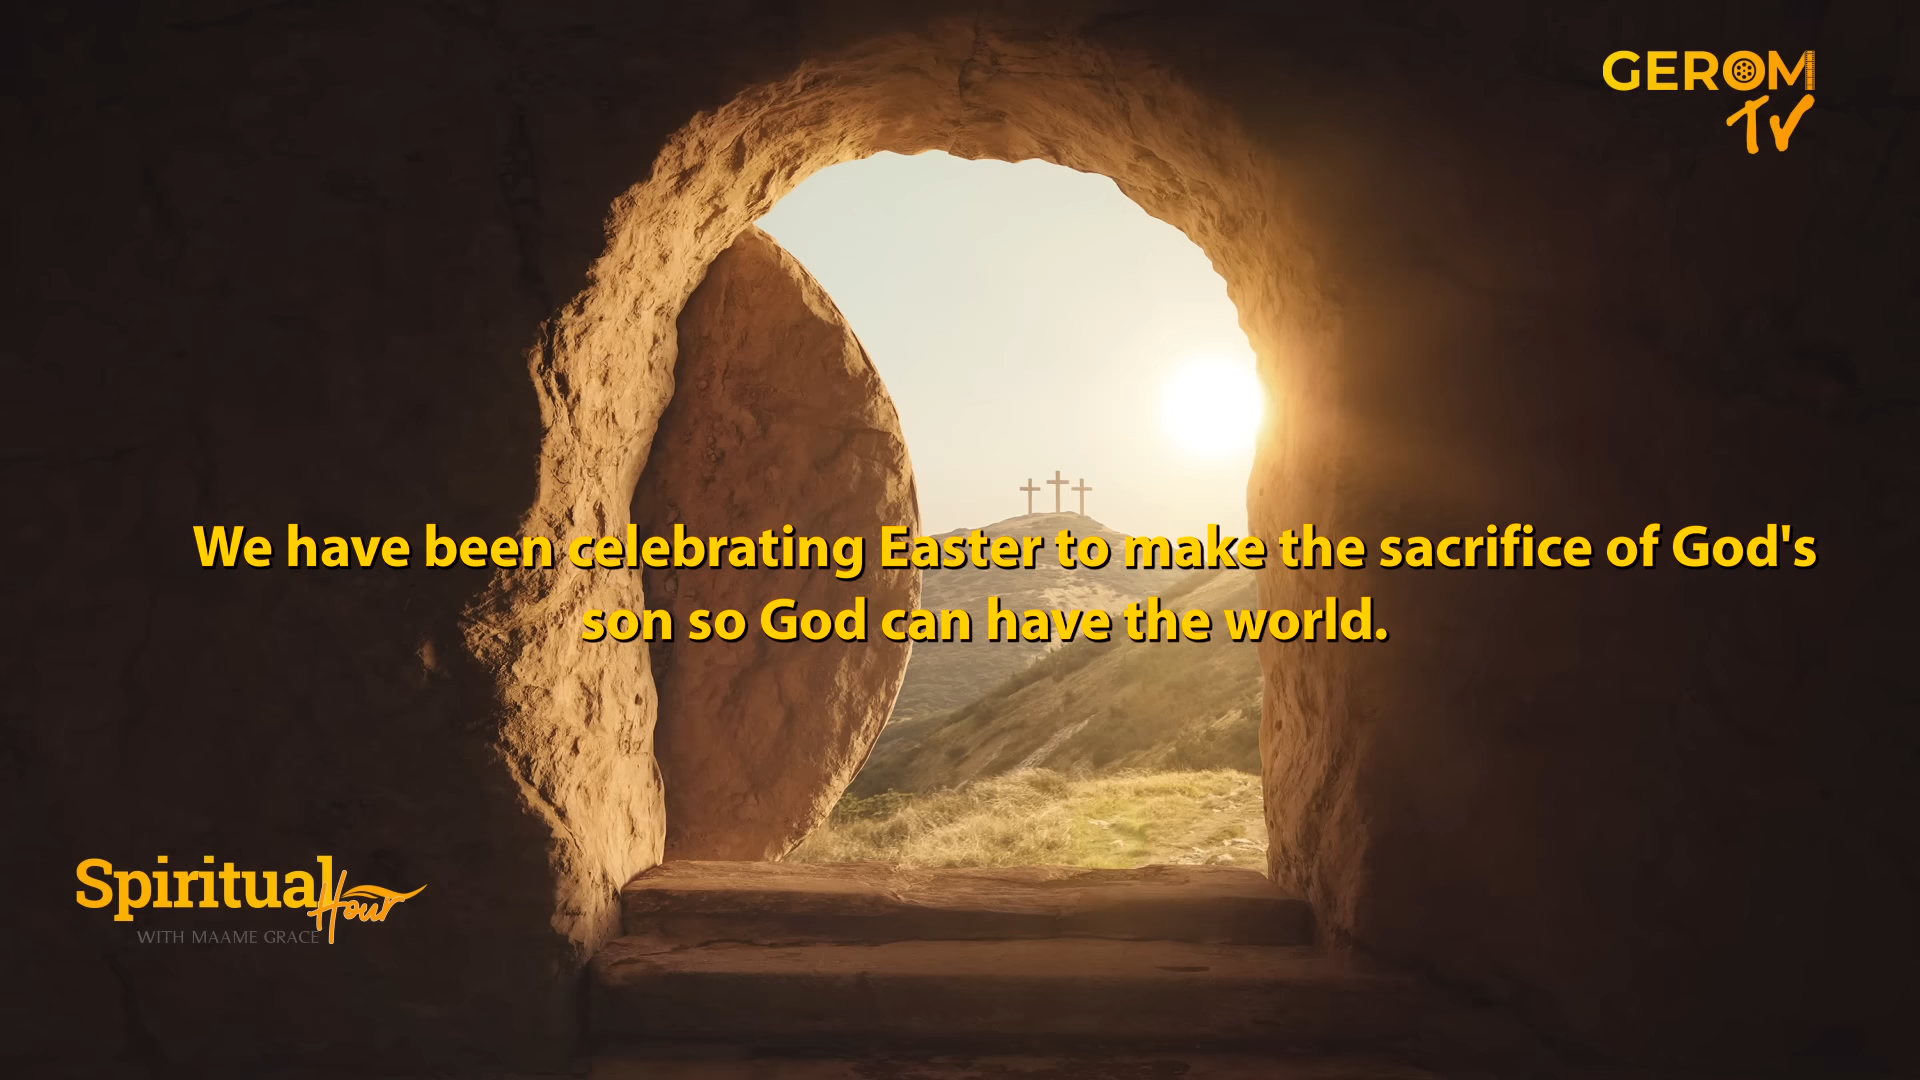 GEROM
TV
We have been celebrating Easter to make the sacrifice of God's
son so God can have the world.
Spiritual
Hour
WITH MAAME GRACE